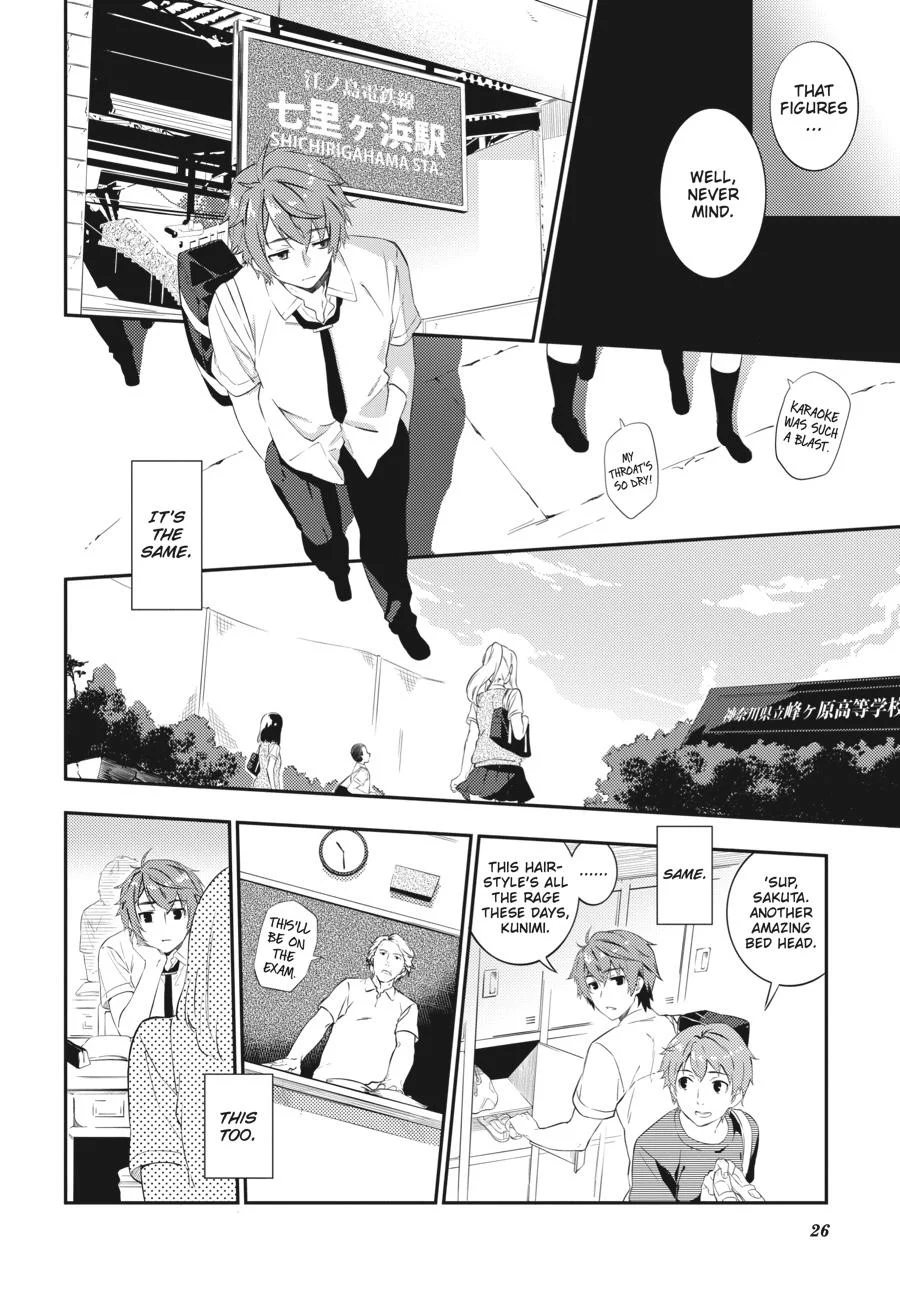 THAT
FIGURES
...
WELL,
NEVER
MIND.
江ノ島電鉄線
七里ヶ浜駅
SHICHIRIGAHAMA STA.
KARAOKE
WAS SUCH
A BLAST.
MY
THROAT'S
SO DRY!
IT'S
THE
SAME.
神奈川県立峰ヶ原高等学校
'SUP,
SAKUTA.
ANOTHER
AMAZING
BED HEAD.
SAME.
......
THIS HAIR-
STYLE'S ALL
THE RAGE
THESE DAYS,
KUNIMI.
THIS'LL
BE ON
THE
EXAM.
THIS
TOO.
26